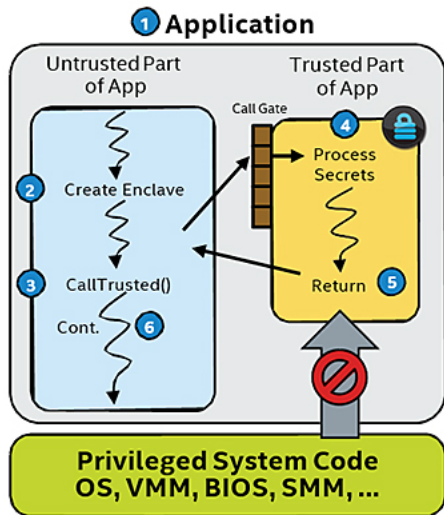 1 Application
Untrusted Part
of App
Trusted Part
of App
Call Gate
2 Create Enclave
3 CallTrusted()
Cont. 6
4
Process
Secrets
Return 5
Privileged System Code
OS, VMM, BIOS, SMM, ...